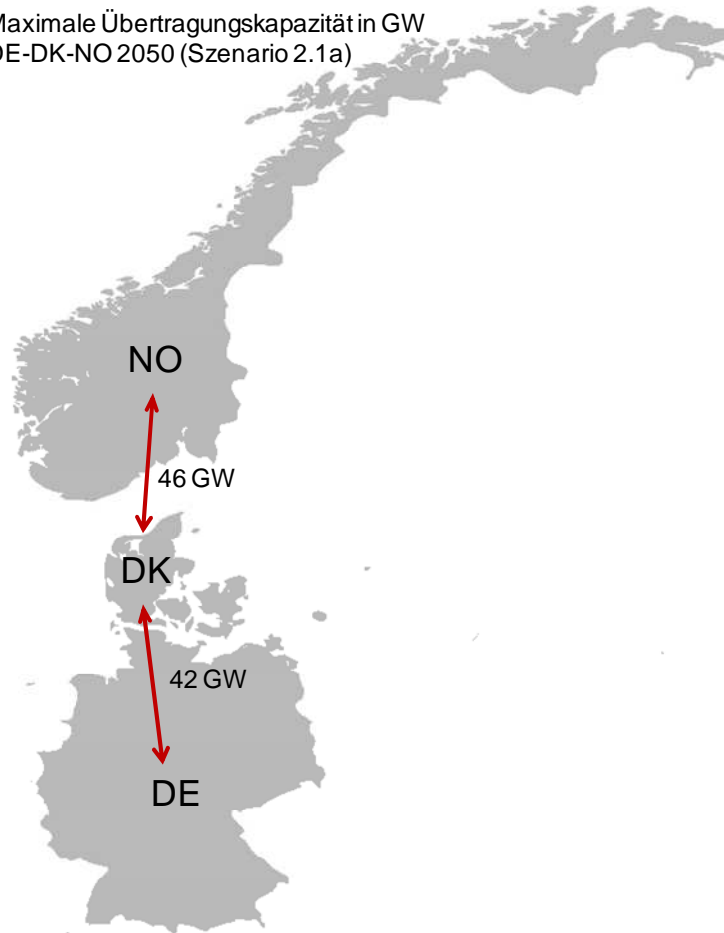 Maximale Übertragungskapazität in GW
DE-DK-NO 2050 (Szenario 2.1a)
NO
46 GW
DK
42 GW
DE